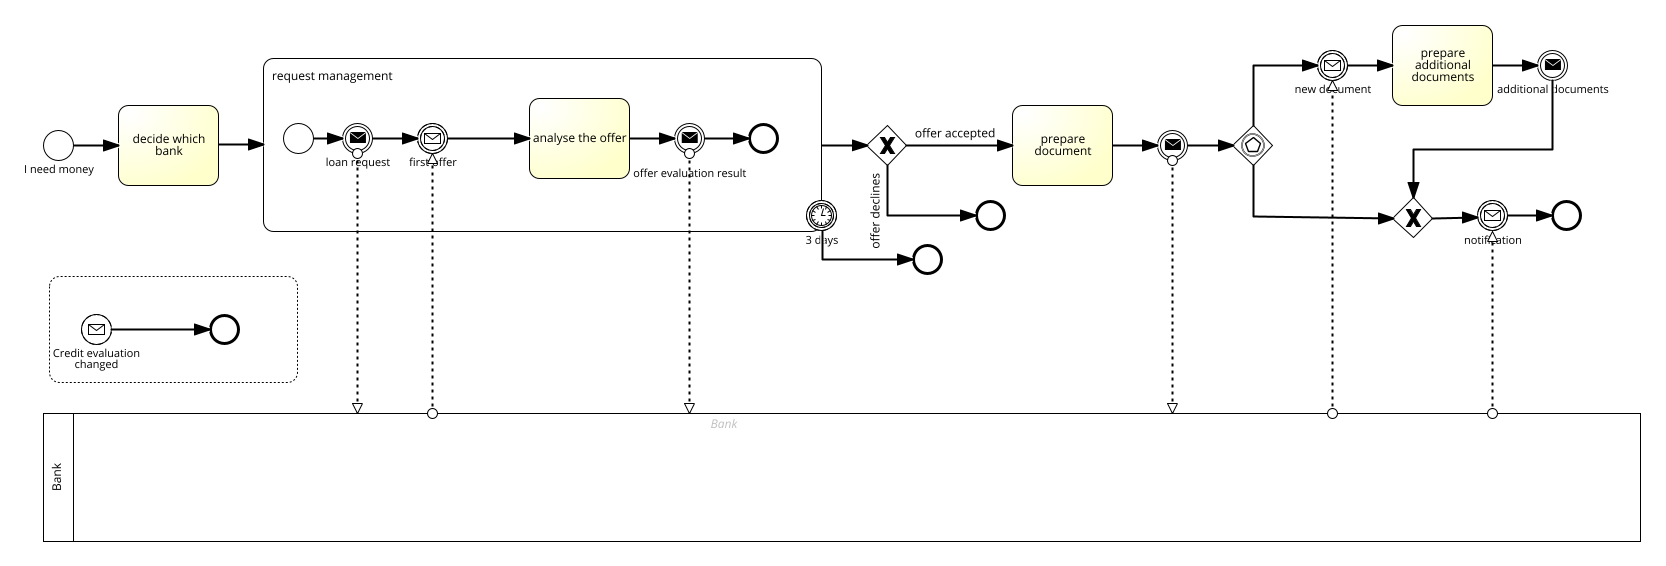 I need money
decide which
bank
request management
loan request
first offer
analyse the offer
offer evaluation result
3 days
offer accepted
offer declines
prepare
document
new document
prepare
additional
documents
additional documents
notification
Credit evaluation
changed
Bank
Bank